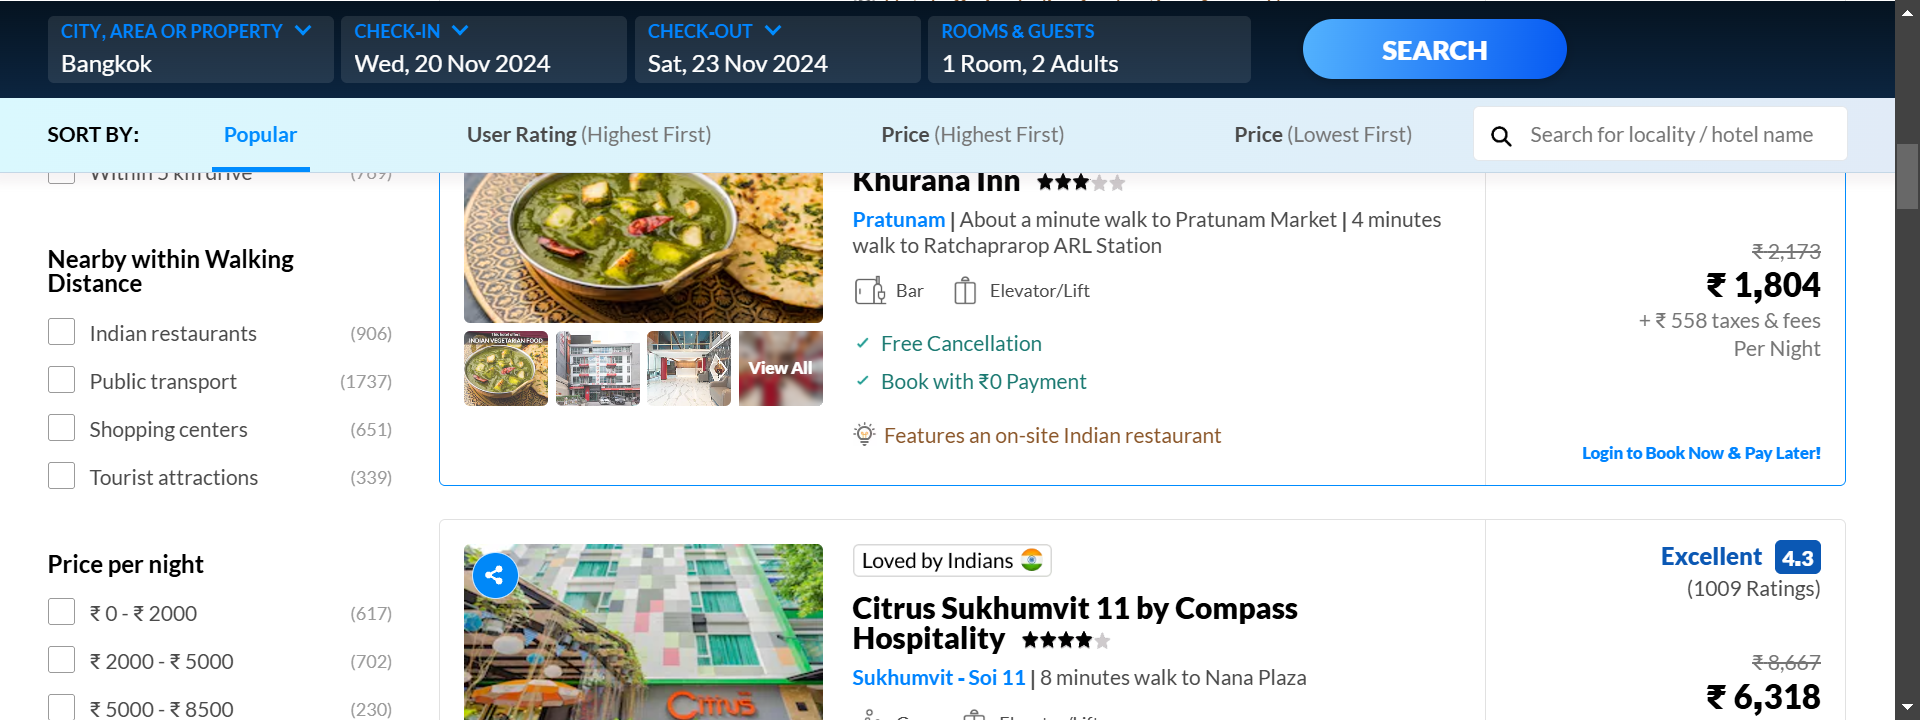 CITY, AREA OR PROPERTY
Bangkok
CHECK-IN
Wed, 20 Nov 2024
CHECK-OUT
Sat, 23 Nov 2024
ROOMS & GUESTS
1 Room, 2 Adults
SEARCH
SORT BY:
Popular
User Rating (Highest First)
Price (Highest First)
Price (Lowest First)
Search for locality / hotel name
Within 5 km drive (789)
Nearby within Walking
Distance
Indian restaurants (906)
Public transport (1737)
Shopping centers (651)
Tourist attractions (339)
Price per night
₹ 0 - ₹ 2000 (617)
₹ 2000 - ₹ 5000 (702)
₹ 5000 - ₹ 8500 (230)
INDIAN VEGETARIAN FOOD
View All
Khurana Inn
Pratunam | About a minute walk to Pratunam Market | 4 minutes
walk to Ratchaprarop ARL Station
Bar
Elevator/Lift
Free Cancellation
Book with ₹0 Payment
Features an on-site Indian restaurant
₹ 2,173
₹ 1,804
+ ₹ 558 taxes & fees
Per Night
Login to Book Now & Pay Later!
CITRUS
Loved by Indians
Citrus Sukhumvit 11 by Compass
Hospitality
Sukhumvit - Soi 11 | 8 minutes walk to Nana Plaza
Elevator/Lift
Excellent 4.3
(1009 Ratings)
₹ 8,667
₹ 6,318